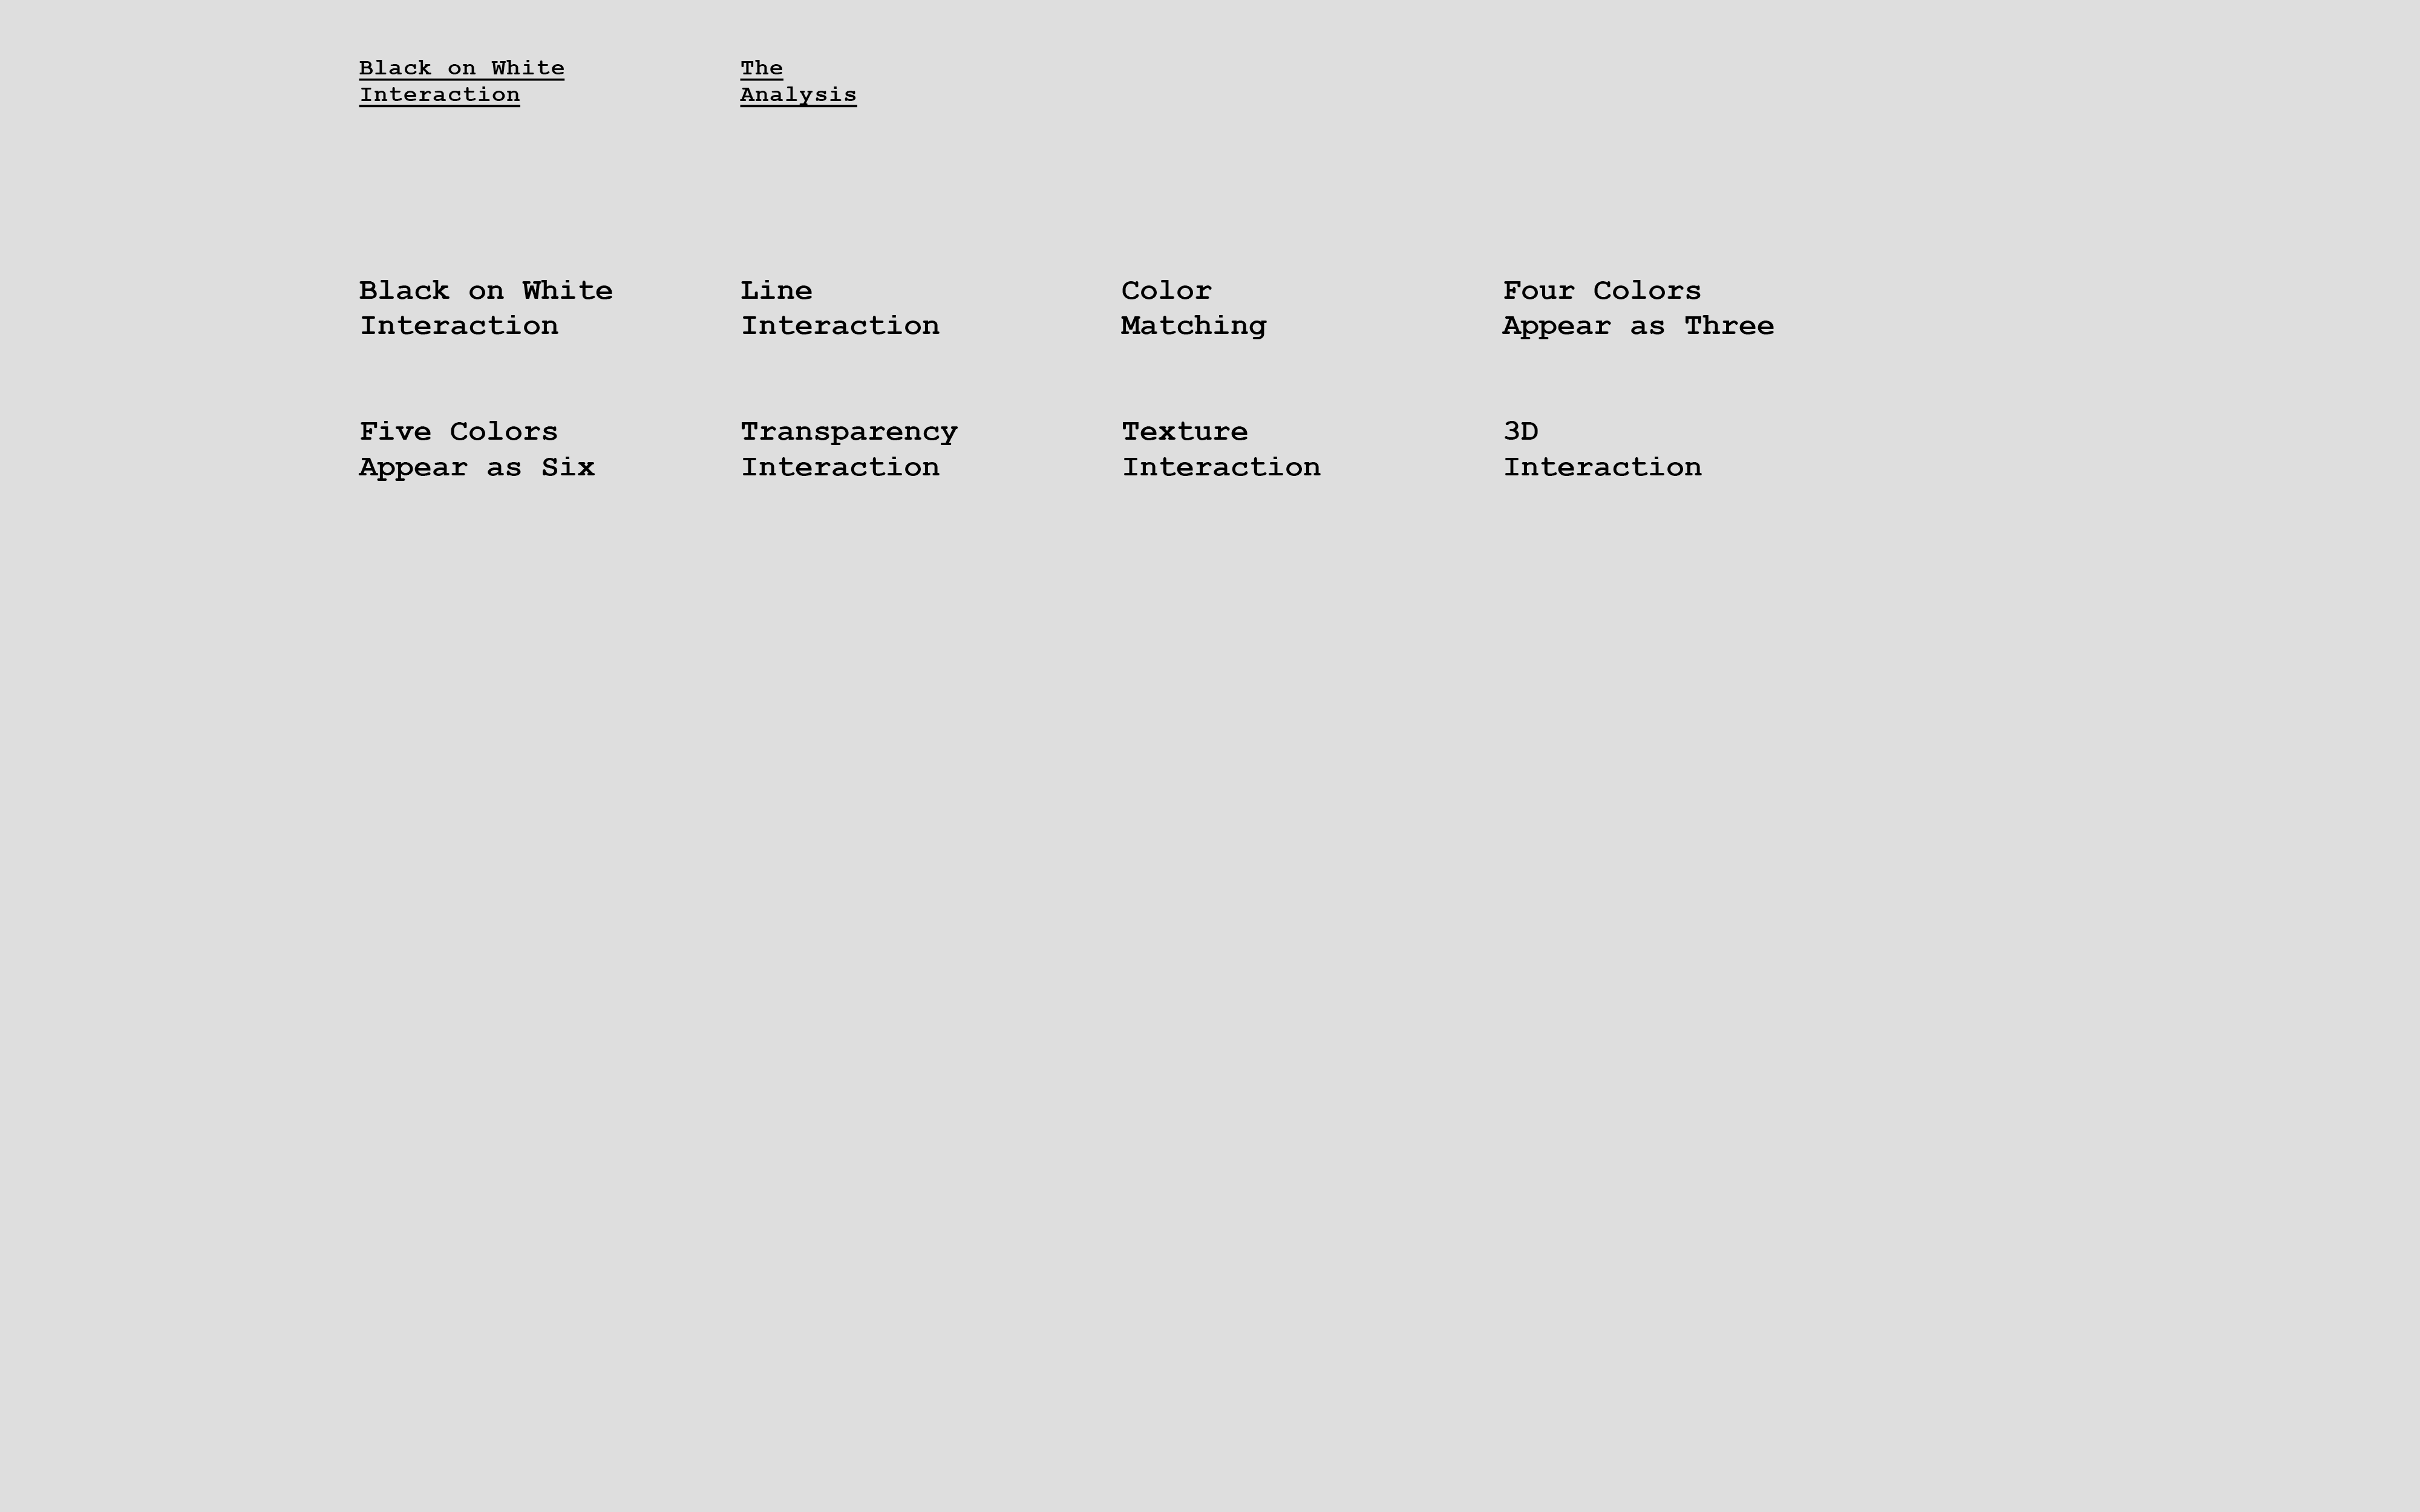 Black on White
Interaction
The
Analysis
Black on White
Interaction
Line
Interaction
Color
Matching
Four Colors
Appear as Three
Five Colors
Appear as Six
Transparency
Interaction
Texture
Interaction
3D
Interaction